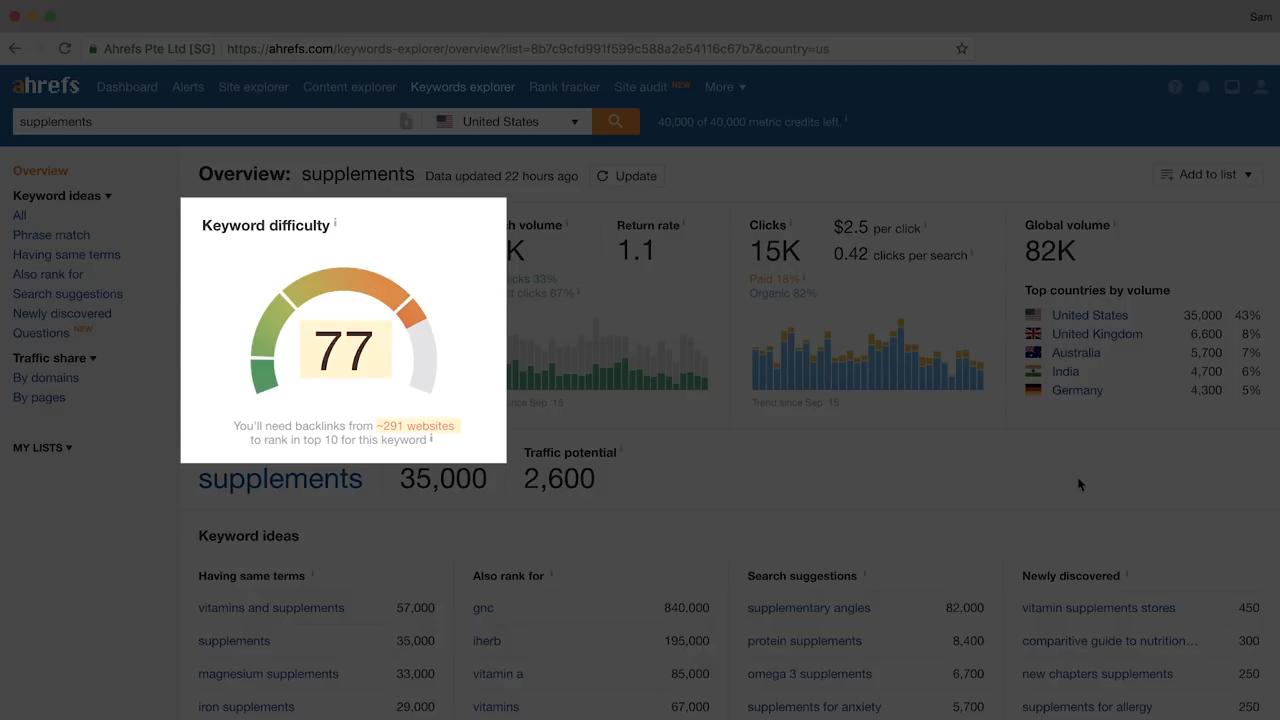 Sam
Ahrefs Pte Ltd [SG] https://ahrefs.com/keywords-explorer/overview?list=8b7c9cfd991f599c588a2e54116c67b7&country=us
ahrefs Dashboard Alerts Site explorer Content explorer Keywords explorer Rank tracker Site audit NEW More
supplements United States 40,000 of 40,000 metric credits left.
Overview
Keyword ideas
All
Phrase match
Having same terms
Also rank for
Search suggestions
Newly discovered
Questions NEW
Traffic share
By domains
By pages
MY LISTS
Overview: supplements Data updated 22 hours ago Update Add to list
Keyword difficulty
77
You'll need backlinks from ~291 websites
to rank in top 10 for this keyword
volume
K
33%
clicks 67%
since Sep '15
Return rate
1.1
Clicks
15K
$2.5 per click
0.42 clicks per search
Paid 18%
Organic 82%
Trend since Sep '15
Global volume
82K
Top countries by volume
United States 35,000 43%
United Kingdom 6,600 8%
Australia 5,700 7%
India 4,700 6%
Germany 4,300 5%
supplements 35,000
Traffic potential
2,600
Keyword ideas
Having same terms
vitamins and supplements 57,000
supplements 35,000
magnesium supplements 33,000
iron supplements 29,000
Also rank for
gnc 840,000
iherb 195,000
vitamin a 85,000
vitamins 67,000
Search suggestions
supplementary angles 82,000
protein supplements 8,400
omega 3 supplements 6,700
supplements for anxiety 5,700
Newly discovered
vitamin supplements stores 450
comparitive guide to nutrition... 300
new chapters supplements 250
supplements for allergy 250